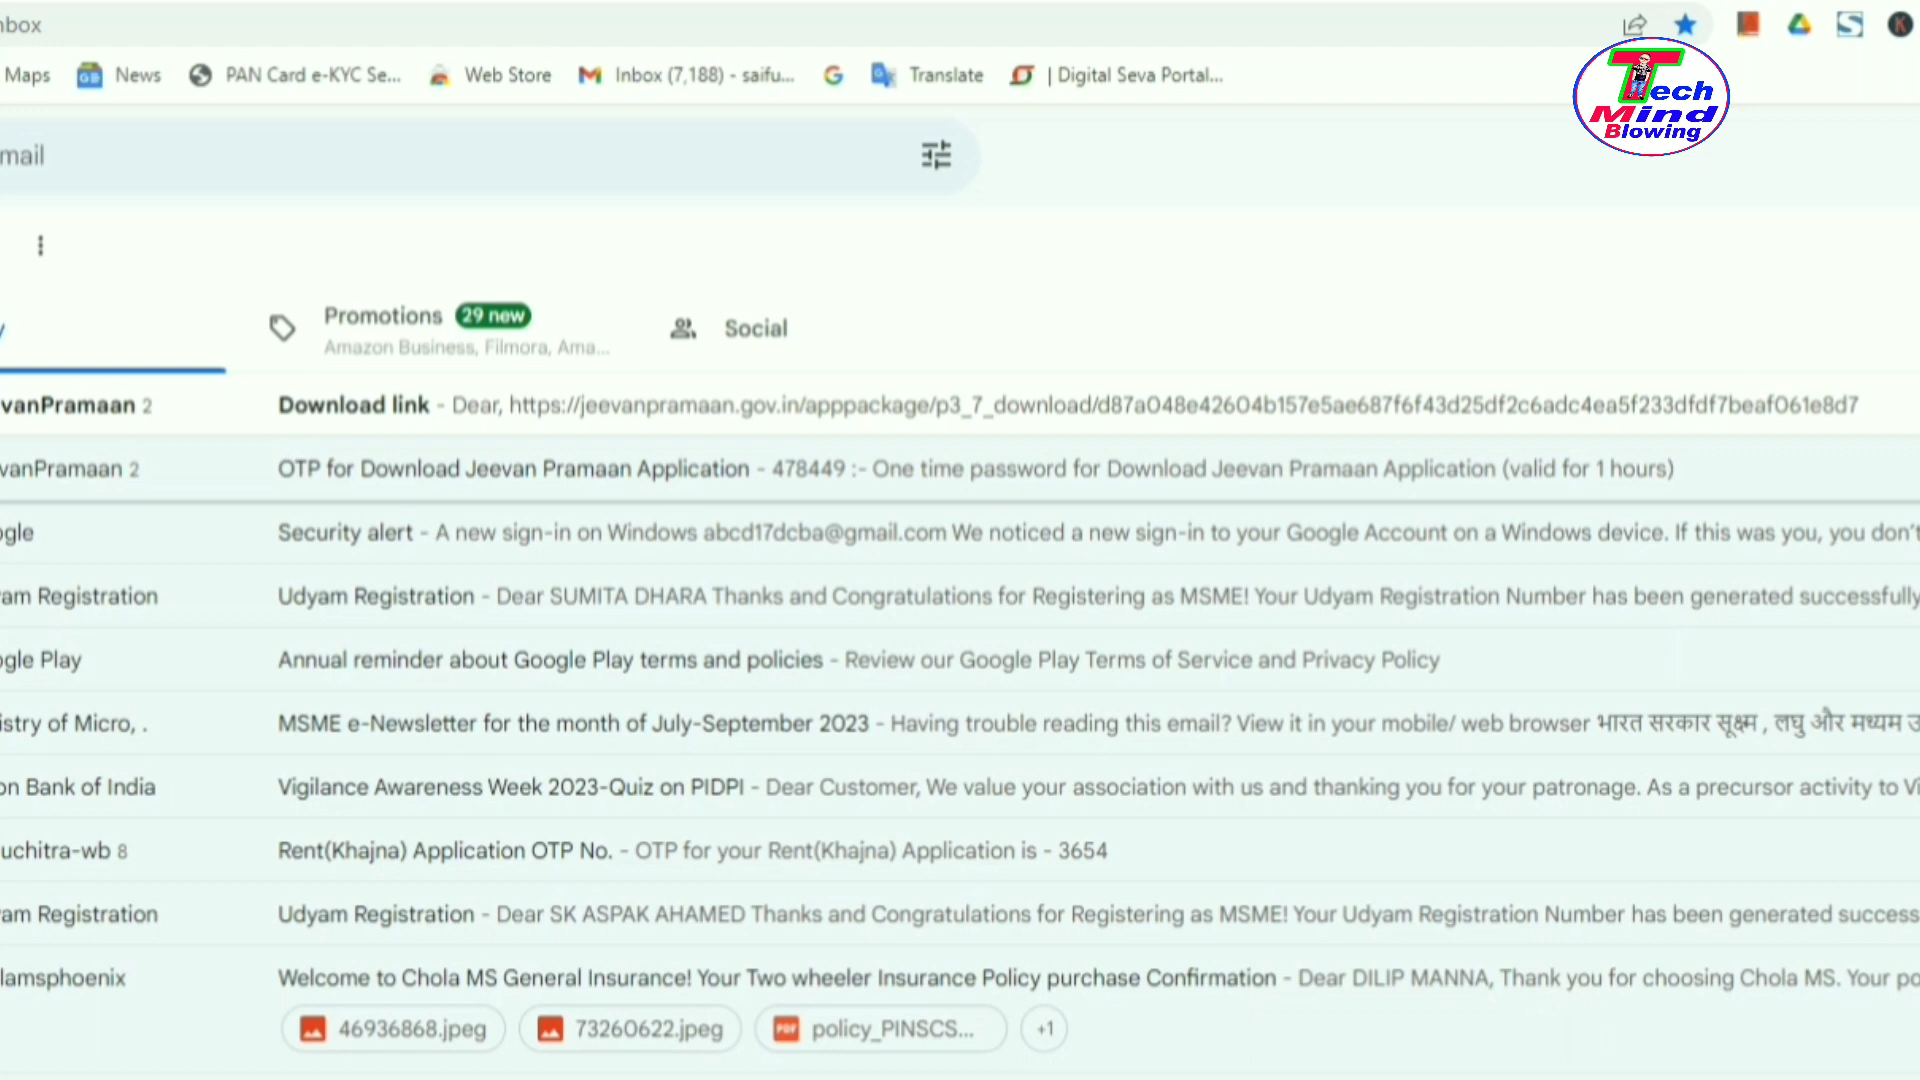 nbox
Maps News PAN Card e-KYC Se... Web Store Inbox (7,188) - saifu... Translate | Digital Seva Portal...
Tech
Mind
Blowing
mail
Promotions 29 new Social
Amazon Business, Filmora, Ama...
vanPramaan 2 Download link - Dear, https://jeevanpramaan.gov.in/apppackage/p3_7_download/d87a048e42604b157e5ae687f6f43d25df2c6adc4ea5f233dfdf7beaf061e8d7
vanPramaan 2 OTP for Download Jeevan Pramaan Application - 478449 :- One time password for Download Jeevan Pramaan Application (valid for 1 hours)
ogle Security alert - A new sign-in on Windows abcd17dcba@gmail.com We noticed a new sign-in to your Google Account on a Windows device. If this was you, you don't
am Registration Udyam Registration - Dear SUMITA DHARA Thanks and Congratulations for Registering as MSME! Your Udyam Registration Number has been generated successfully
ogle Play Annual reminder about Google Play terms and policies - Review our Google Play Terms of Service and Privacy Policy
istry of Micro, . MSME e-Newsletter for the month of July-September 2023 - Having trouble reading this email? View it in your mobile/ web browser भारत सरकार सूक्ष्म , लघु और मध्यम उ
on Bank of India Vigilance Awareness Week 2023-Quiz on PIDPI - Dear Customer, We value your association with us and thanking you for your patronage. As a precursor activity to Vi
uchitra-wb 8 Rent(Khajna) Application OTP No. - OTP for your Rent(Khajna) Application is - 3654
am Registration Udyam Registration - Dear SK ASPAK AHAMED Thanks and Congratulations for Registering as MSME! Your Udyam Registration Number has been generated success
lamsphoenix Welcome to Chola MS General Insurance! Your Two wheeler Insurance Policy purchase Confirmation - Dear DILIP MANNA, Thank you for choosing Chola MS. Your po
46936868.jpeg 73260622.jpeg PDF policy_PINSCS... +1